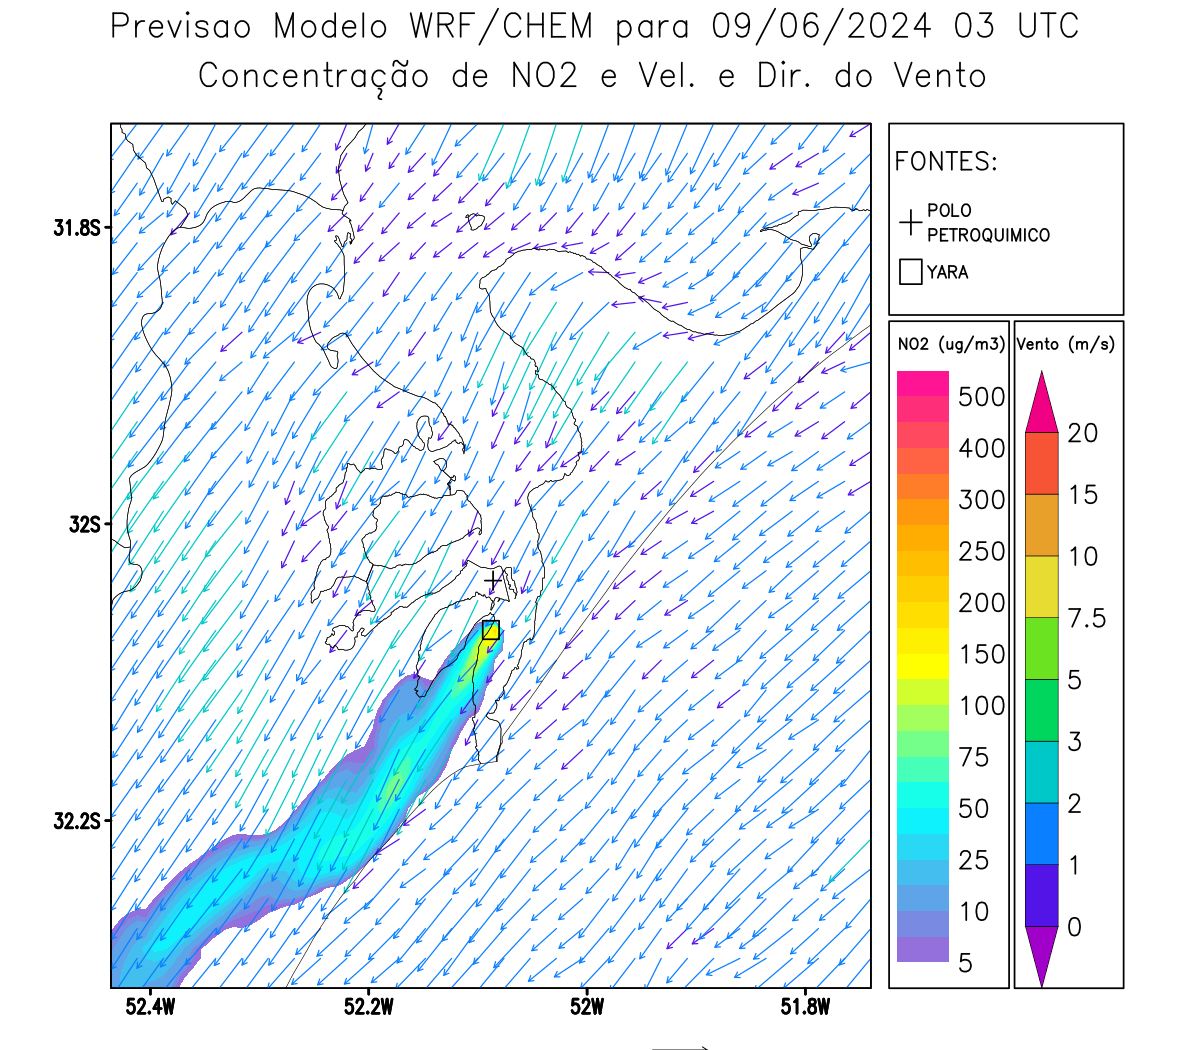 Previsao Modelo WRF/CHEM para 09/06/2024 03 UTC
Concentração de NO2 e Vel. e Dir. do Vento
FONTES:
POLO
PETROQUIMICO
YARA
NO2 (ug/m3)
500
400
300
250
200
150
100
75
50
25
10
5
Vento (m/s)
20
15
10
7.5
5
3
2
1
0
31.8S
32S
32.2S
52.4W
52.2W
52W
51.8W